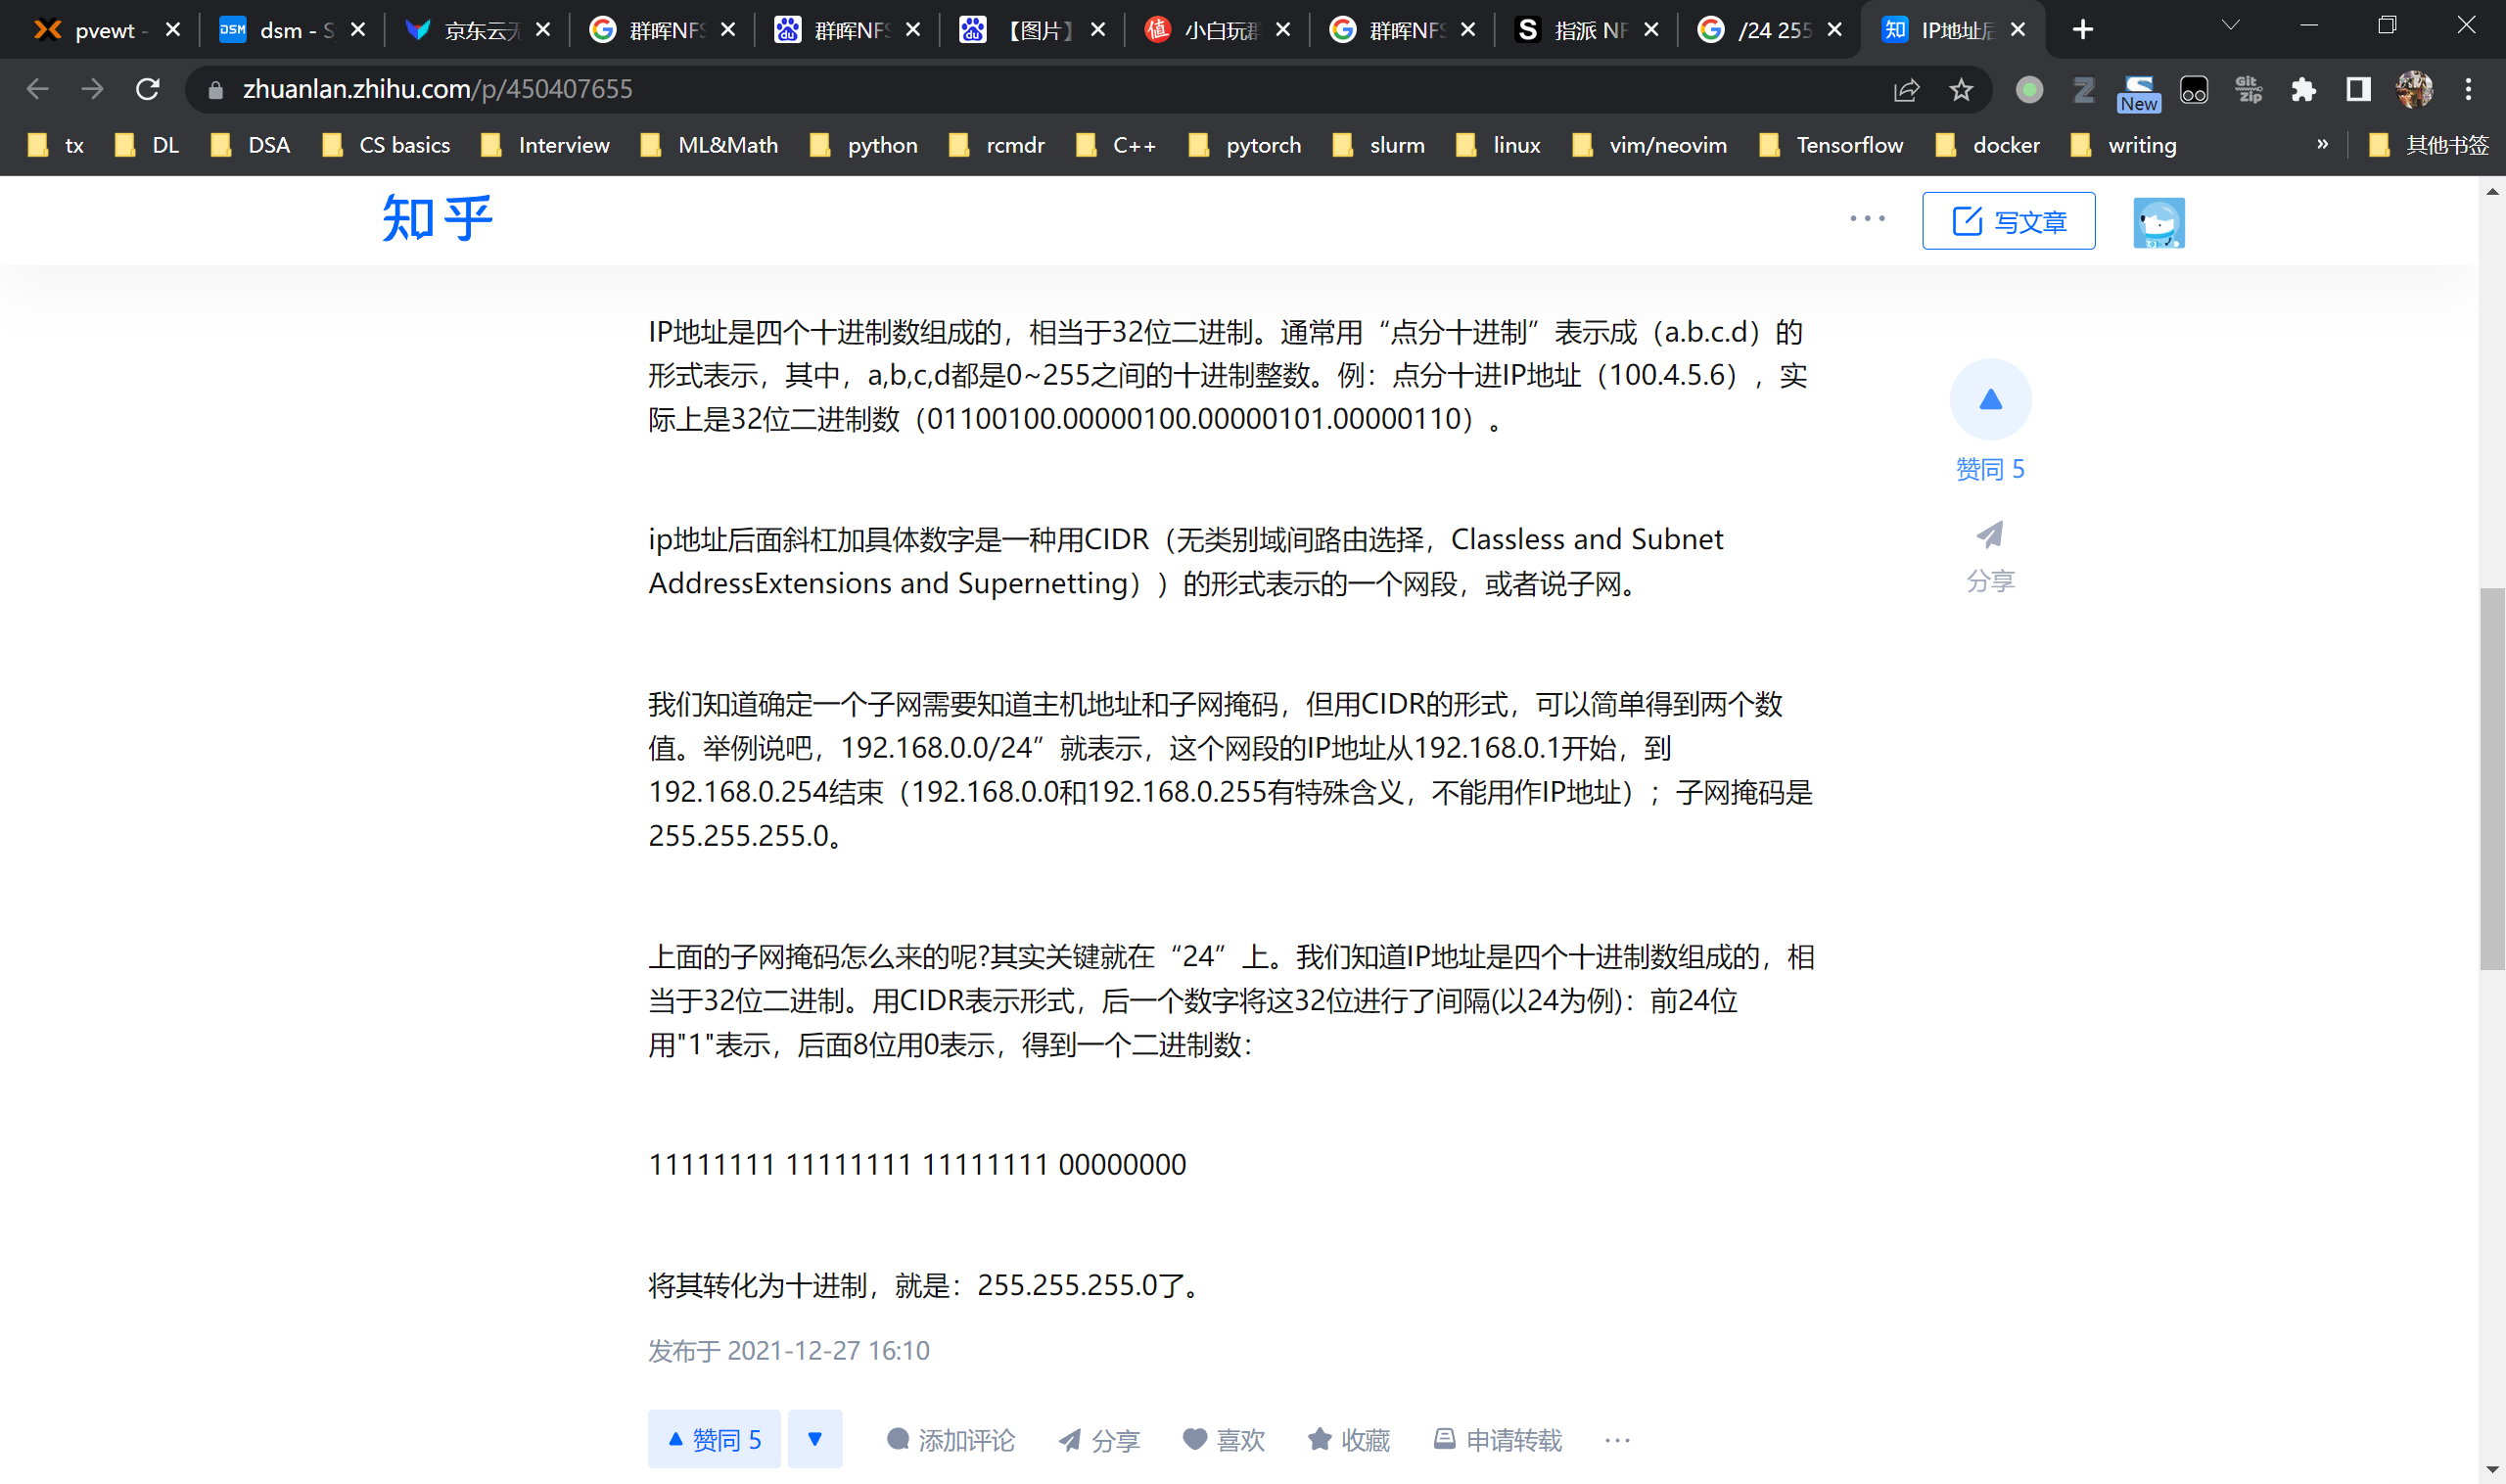 pvewt -
dsm - S
京东云无
群晖NFS
群晖NFS
【图片】
小白玩群
群晖NFS
指派 NF
/24 255
IP地址后
zhuanlan.zhihu.com/p/450407655
New
Git Zip
tx
DL
DSA
CS basics
Interview
ML&Math
python
rcmdr
C++
pytorch
slurm
linux
vim/neovim
Tensorflow
docker
writing
»
其他书签
知乎
写文章
IP地址是四个十进制数组成的，相当于32位二进制。通常用“点分十进制”表示成（a.b.c.d）的
形式表示，其中，a,b,c,d都是0~255之间的十进制整数。例：点分十进IP地址（100.4.5.6），实
际上是32位二进制数（01100100.00000100.00000101.00000110）。
赞同 5
分享
ip地址后面斜杠加具体数字是一种用CIDR（无类别域间路由选择，Classless and Subnet
AddressExtensions and Supernetting））的形式表示的一个网段，或者说子网。
我们知道确定一个子网需要知道主机地址和子网掩码，但用CIDR的形式，可以简单得到两个数
值。举例说吧，192.168.0.0/24”就表示，这个网段的IP地址从192.168.0.1开始，到
192.168.0.254结束（192.168.0.0和192.168.0.255有特殊含义，不能用作IP地址）；子网掩码是
255.255.255.0。
上面的子网掩码怎么来的呢?其实关键就在“24”上。我们知道IP地址是四个十进制数组成的，相
当于32位二进制。用CIDR表示形式，后一个数字将这32位进行了间隔(以24为例)：前24位
用"1"表示，后面8位用0表示，得到一个二进制数：
11111111 11111111 11111111 00000000
将其转化为十进制，就是：255.255.255.0了。
发布于 2021-12-27 16:10
赞同 5
添加评论
分享
喜欢
收藏
申请转载